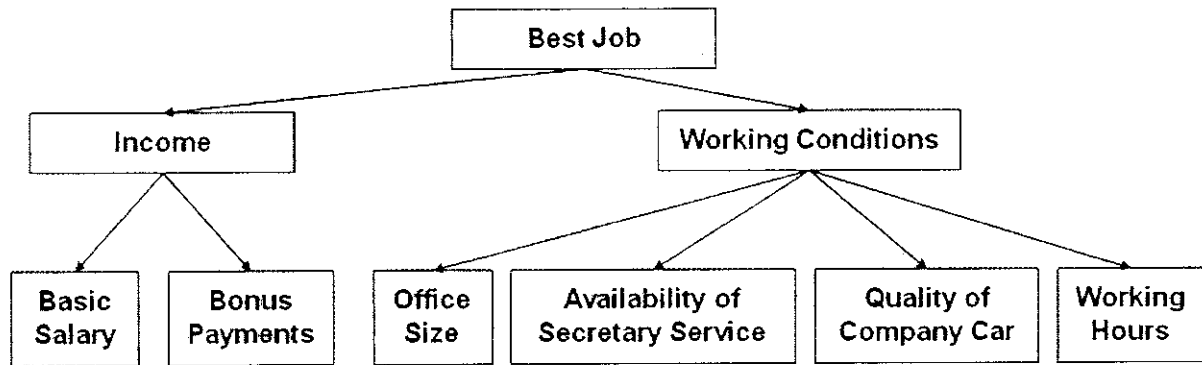 Best Job
Income
Working Conditions
Basic
Salary
Bonus
Payments
Office
Size
Availability of
Secretary Service
Quality of
Company Car
Working
Hours